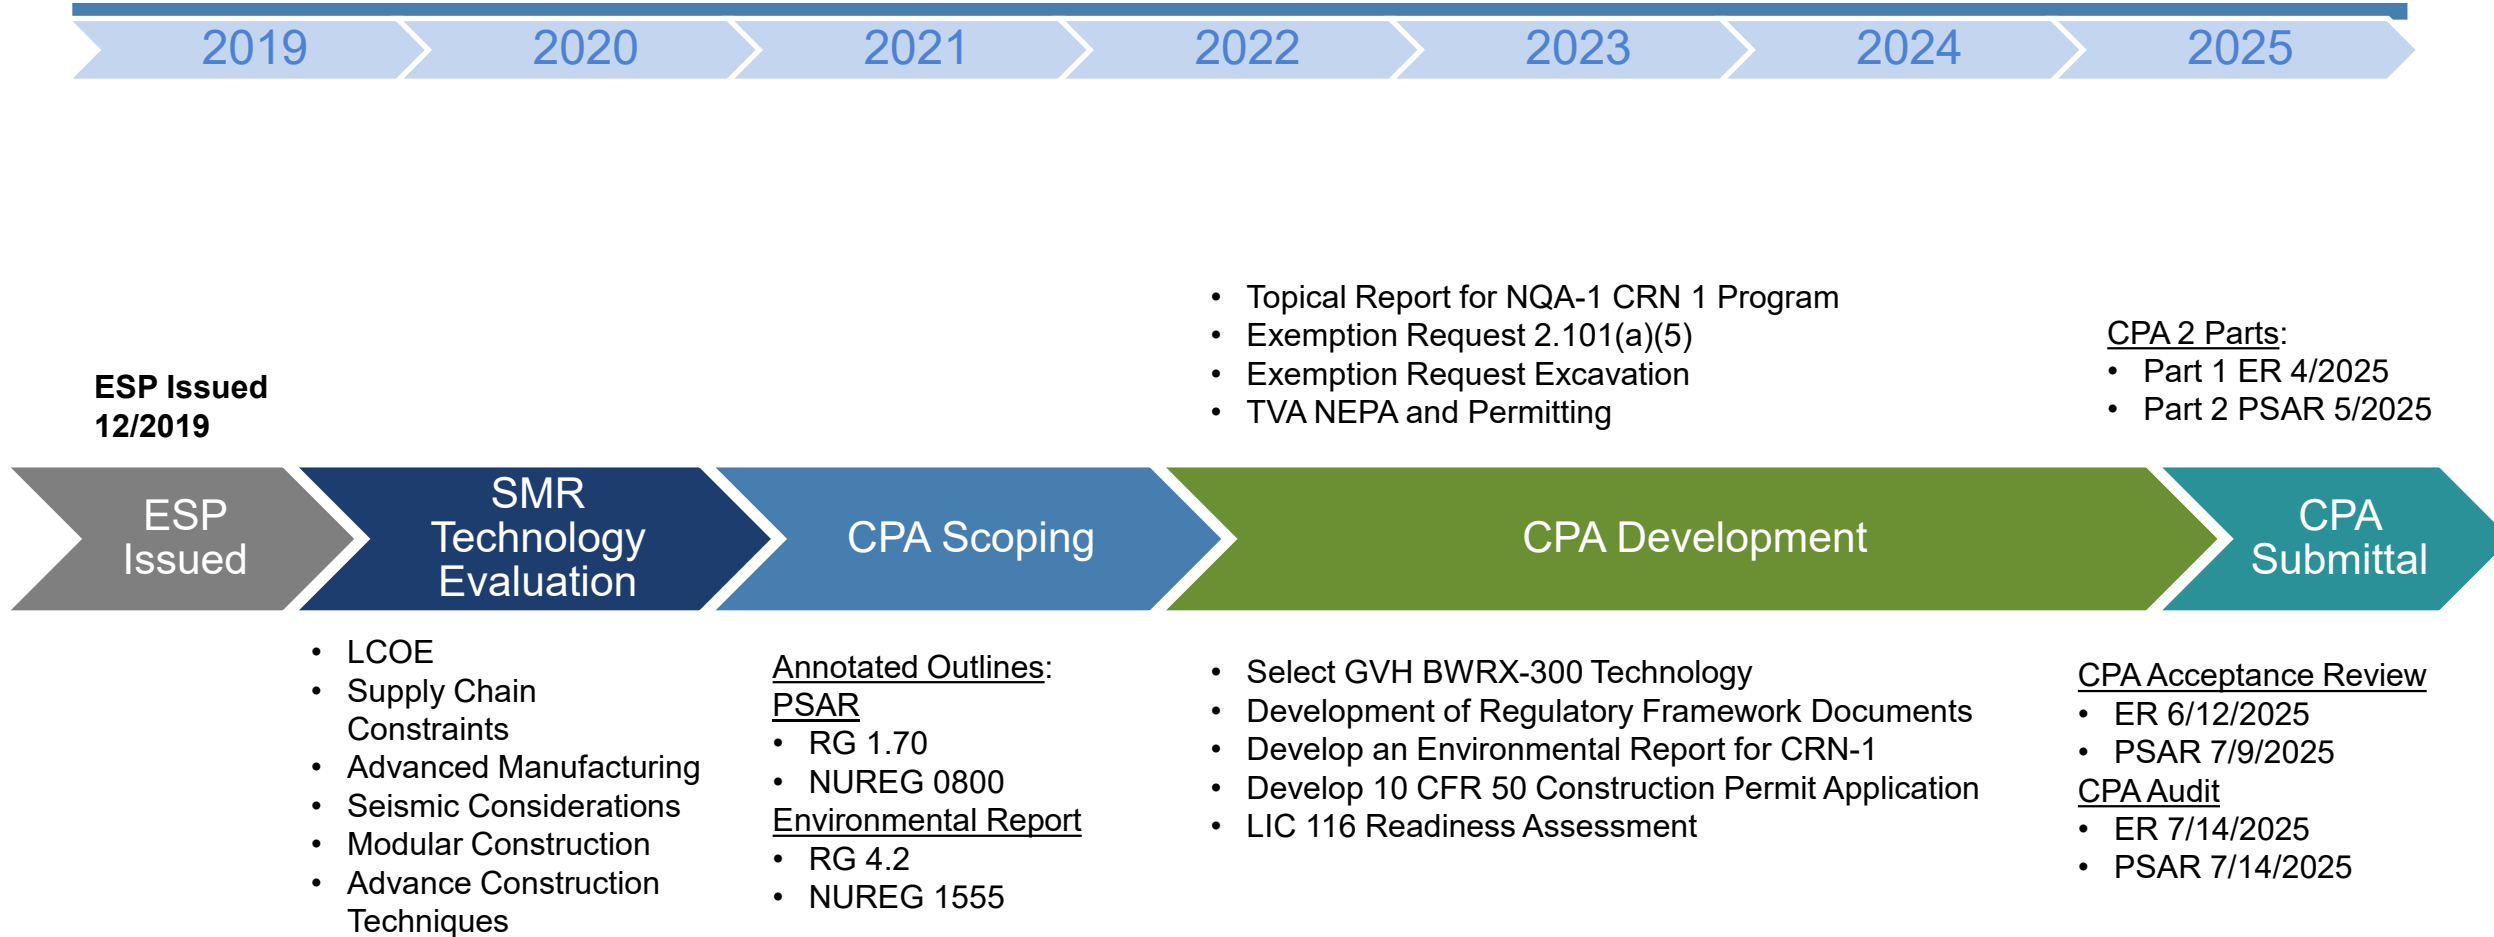 2019
2020
2021
2022
2023
2024
2025
ESP Issued
12/2019
• Topical Report for NQA-1 CRN 1 Program
• Exemption Request 2.101(a)(5)
• Exemption Request Excavation
• TVA NEPA and Permitting
CPA 2 Parts:
• Part 1 ER 4/2025
• Part 2 PSAR 5/2025
ESP
Issued
SMR
Technology
Evaluation
CPA Scoping
CPA Development
CPA
Submittal
• LCOE
• Supply Chain
Constraints
• Advanced Manufacturing
• Seismic Considerations
• Modular Construction
• Advance Construction
Techniques
Annotated Outlines:
PSAR
• RG 1.70
• NUREG 0800
Environmental Report
• RG 4.2
• NUREG 1555
• Select GVH BWRX-300 Technology
• Development of Regulatory Framework Documents
• Develop an Environmental Report for CRN-1
• Develop 10 CFR 50 Construction Permit Application
• LIC 116 Readiness Assessment
CPA Acceptance Review
• ER 6/12/2025
• PSAR 7/9/2025
CPA Audit
• ER 7/14/2025
• PSAR 7/14/2025